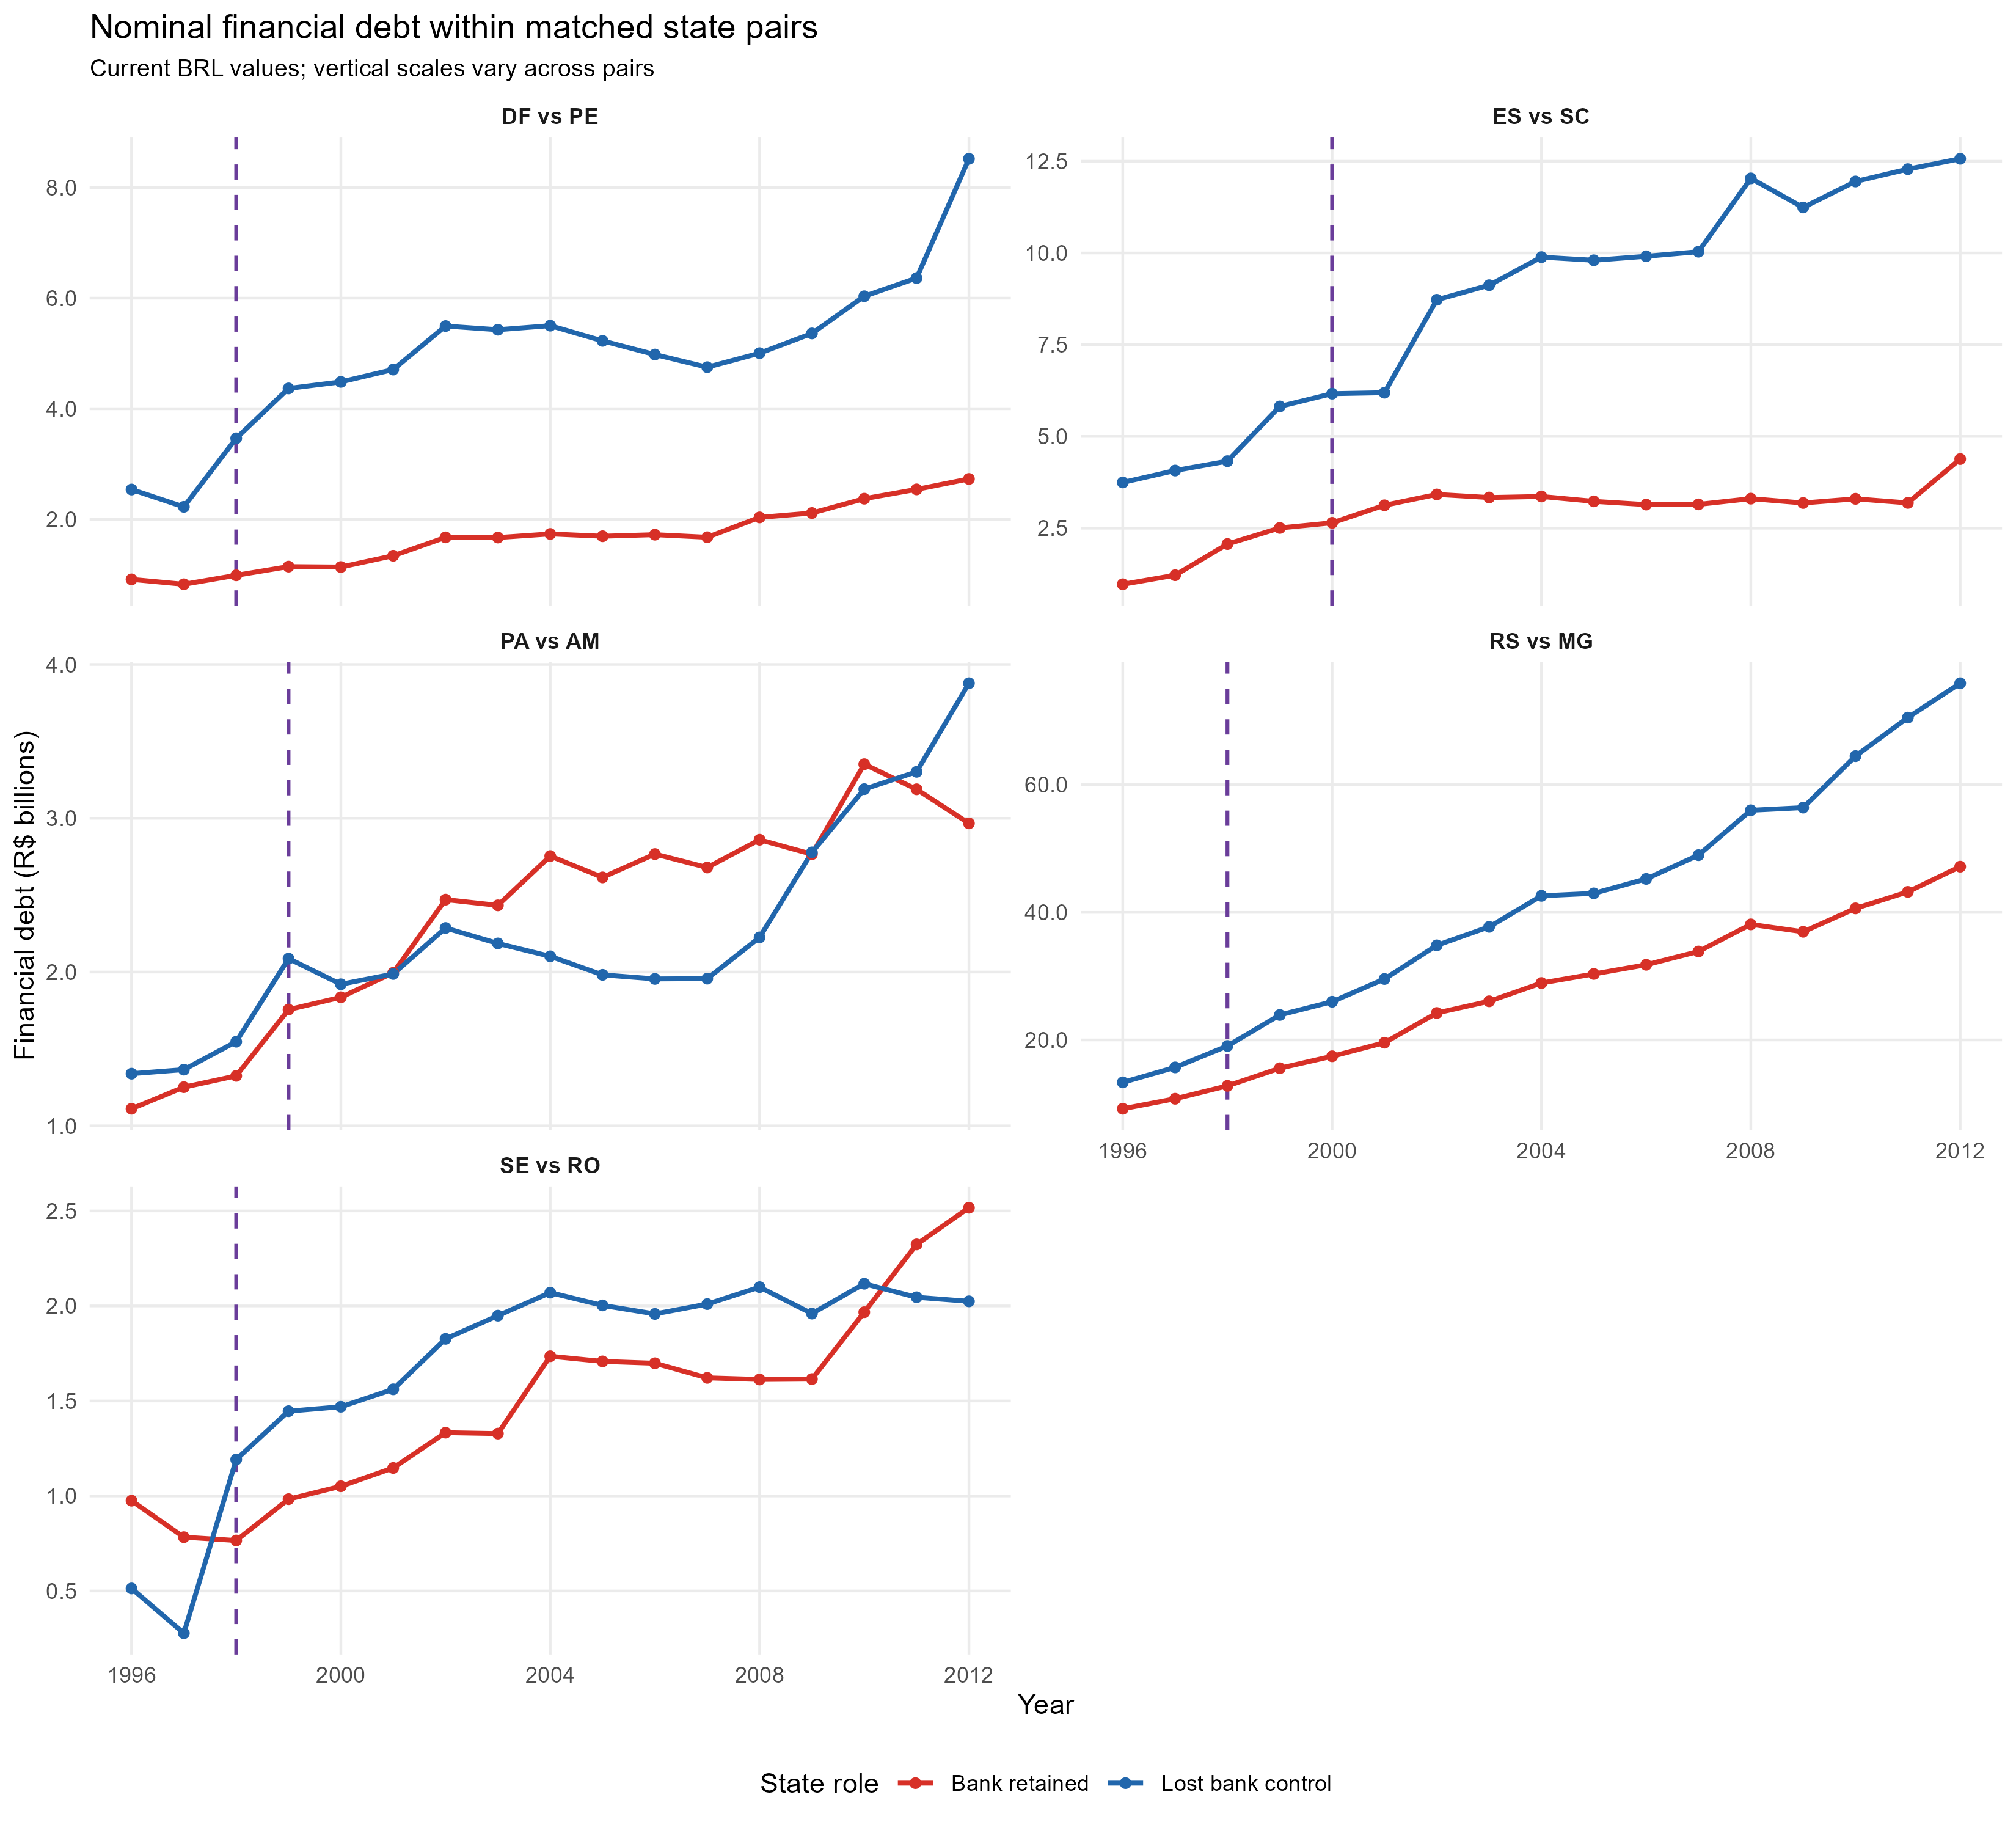 Nominal financial debt within matched state pairs
Current BRL values; vertical scales vary across pairs
DF vs PE
8.0
6.0
4.0
2.0
ES vs SC
12.5
10.0
7.5
5.0
2.5
Financial debt (R$ billions)
PA vs AM
4.0
3.0
2.0
1.0
RS vs MG
60.0
40.0
20.0
1996 2000 2004 2008 2012
SE vs RO
2.5
2.0
1.5
1.0
0.5
1996 2000 2004 2008 2012
Year
State role Bank retained Lost bank control